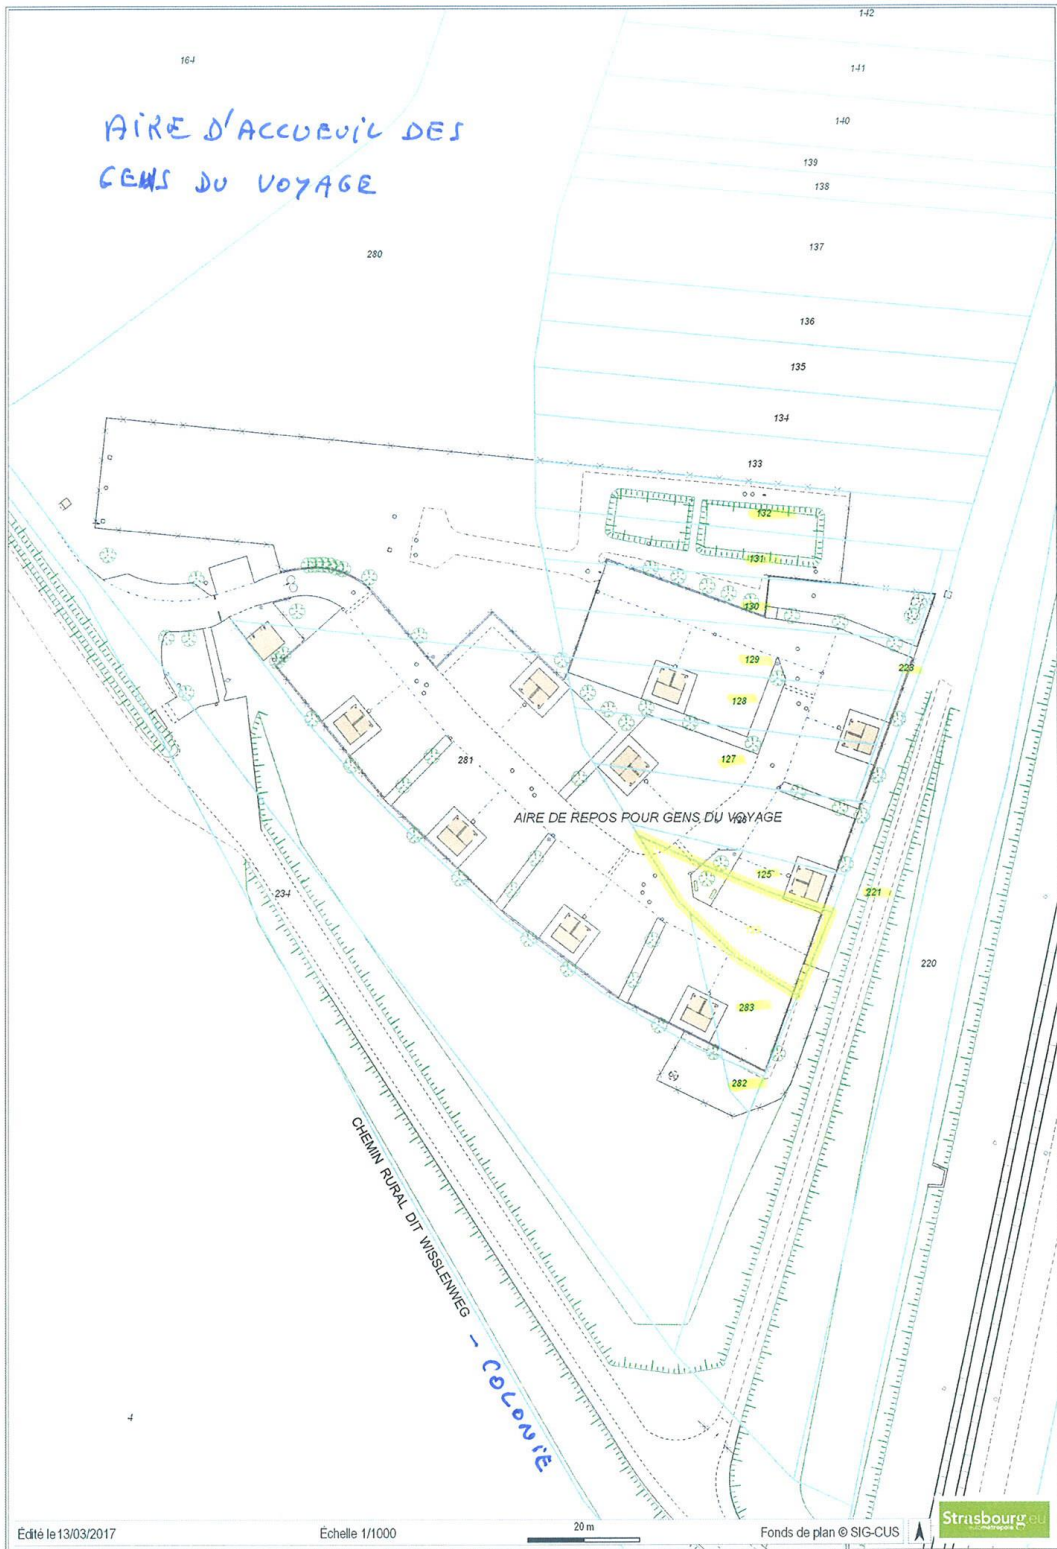 142
164
141
AIRE D'ACCUEUIL DES
GENS DU VOYAGE
140
139
138
137
280
136
135
134
133
132
131
130
129
223
128
127
281
AIRE DE REPOS POUR GENS DU VOYAGE
125
221
234
220
283
282
CHEMIN RURAL DIT WISSLENWEG - COLONIE
4
Édité le 13/03/2017
Échelle 1/1000
20 m
Fonds de plan © SIG-CUS
Strasbourg.eu
eurométropole